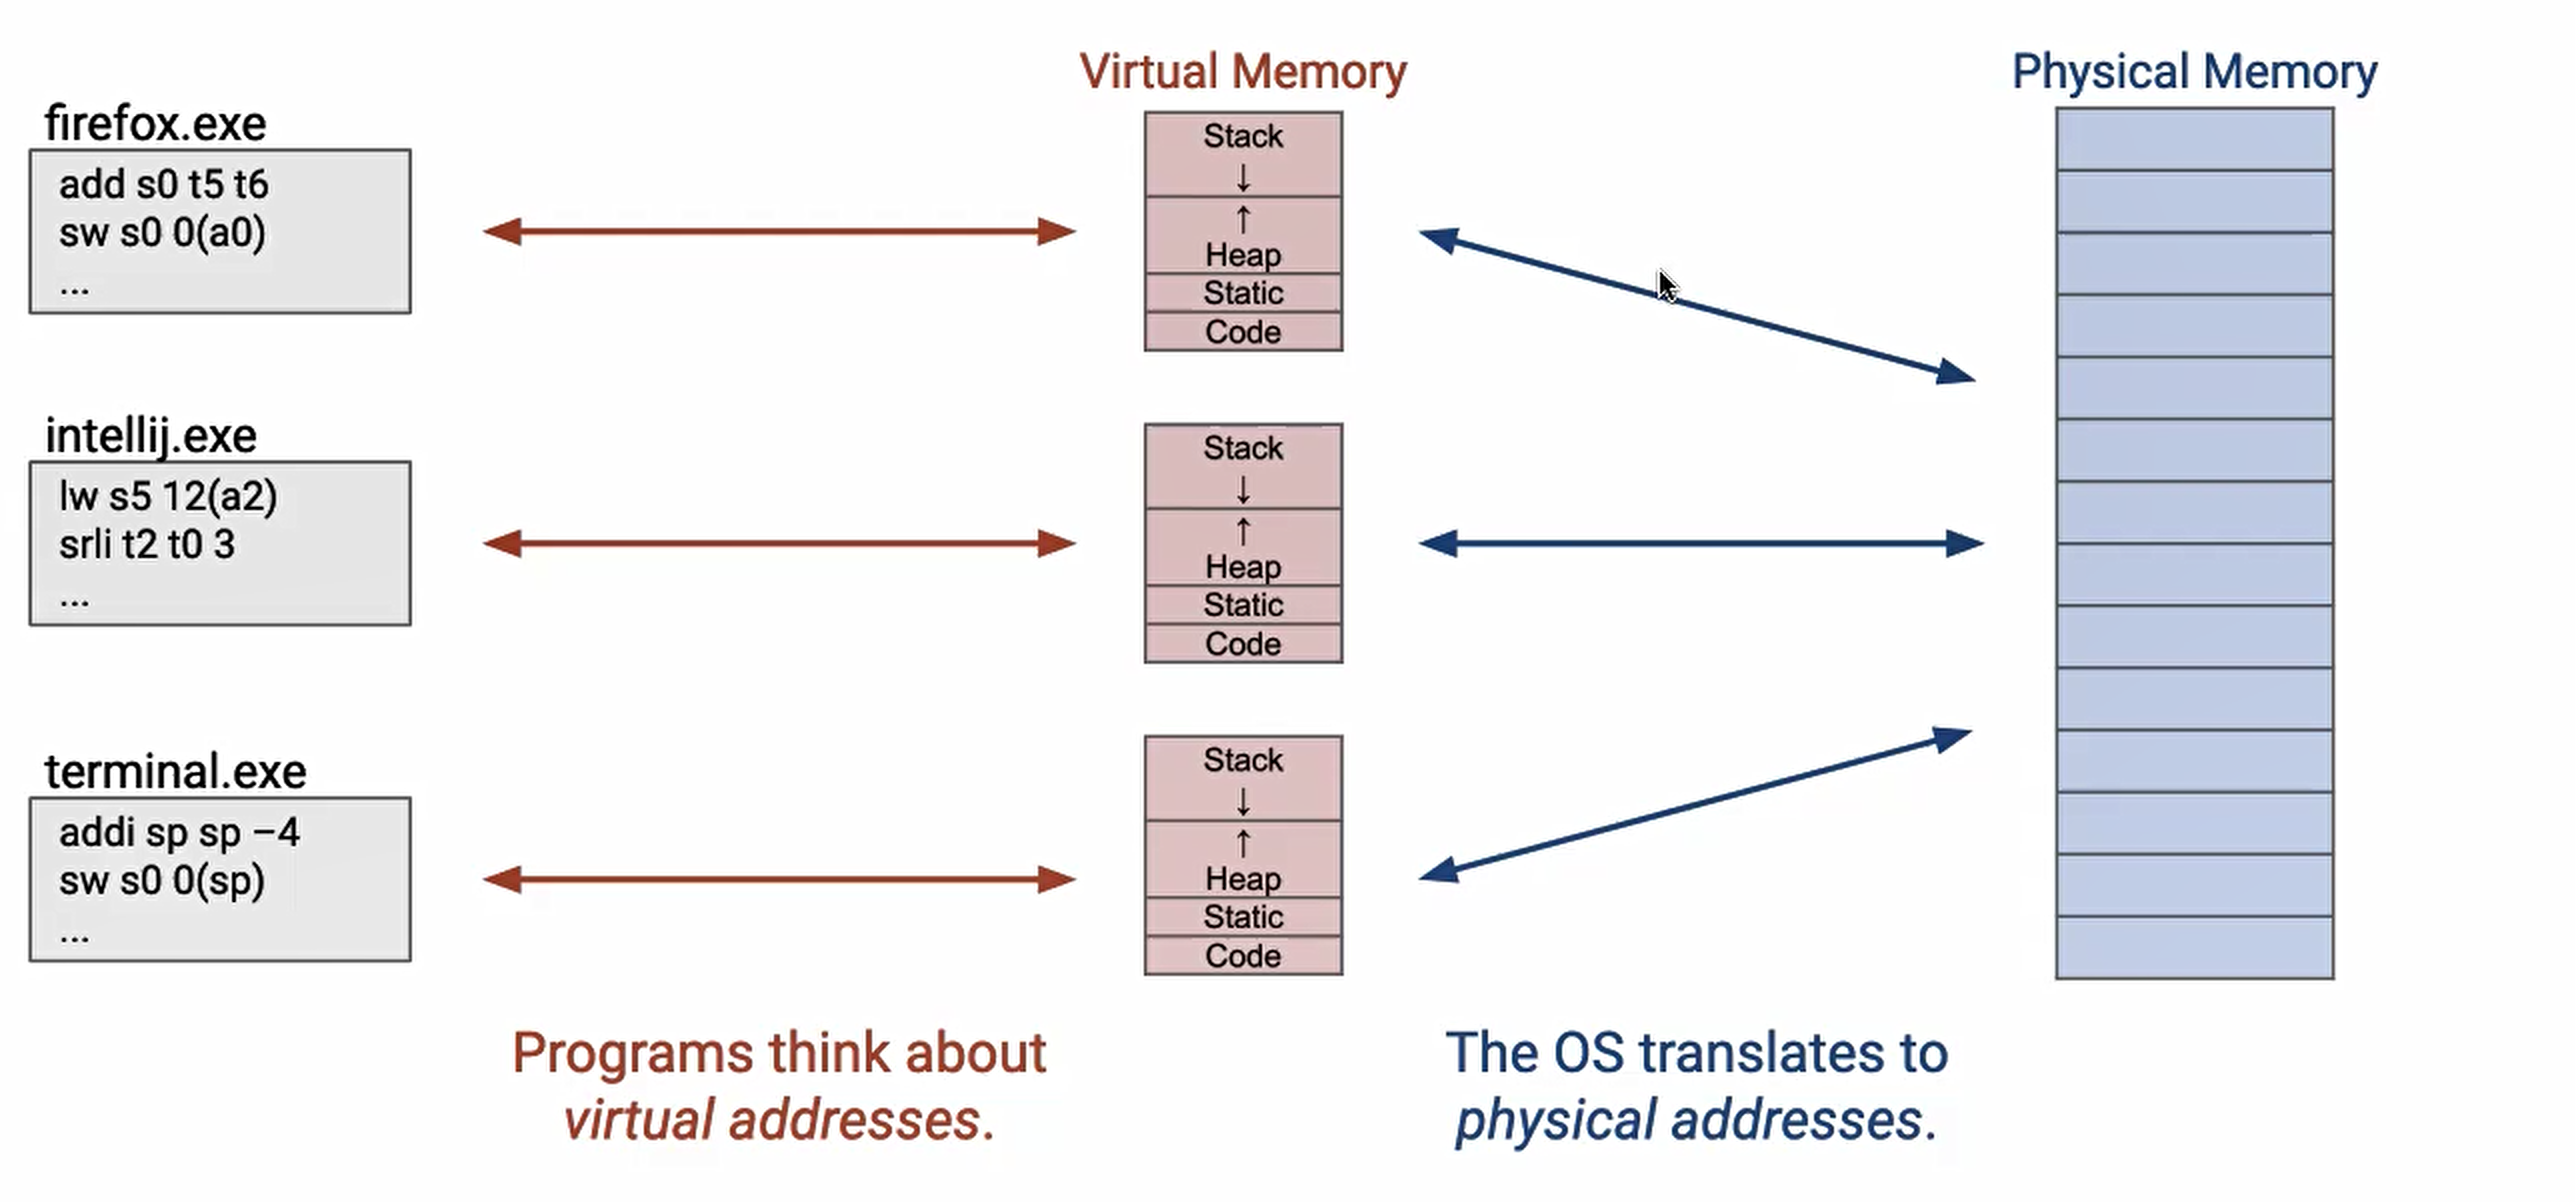 Virtual Memory
Physical Memory
firefox.exe
add s0 t5 t6
sw s0 0(a0)
...
Stack
↓
↑
Heap
Static
Code
intellij.exe
lw s5 12(a2)
srli t2 t0 3
...
Stack
↓
↑
Heap
Static
Code
terminal.exe
addi sp sp −4
sw s0 0(sp)
...
Stack
↓
↑
Heap
Static
Code
Programs think about
virtual addresses.
The OS translates to
physical addresses.